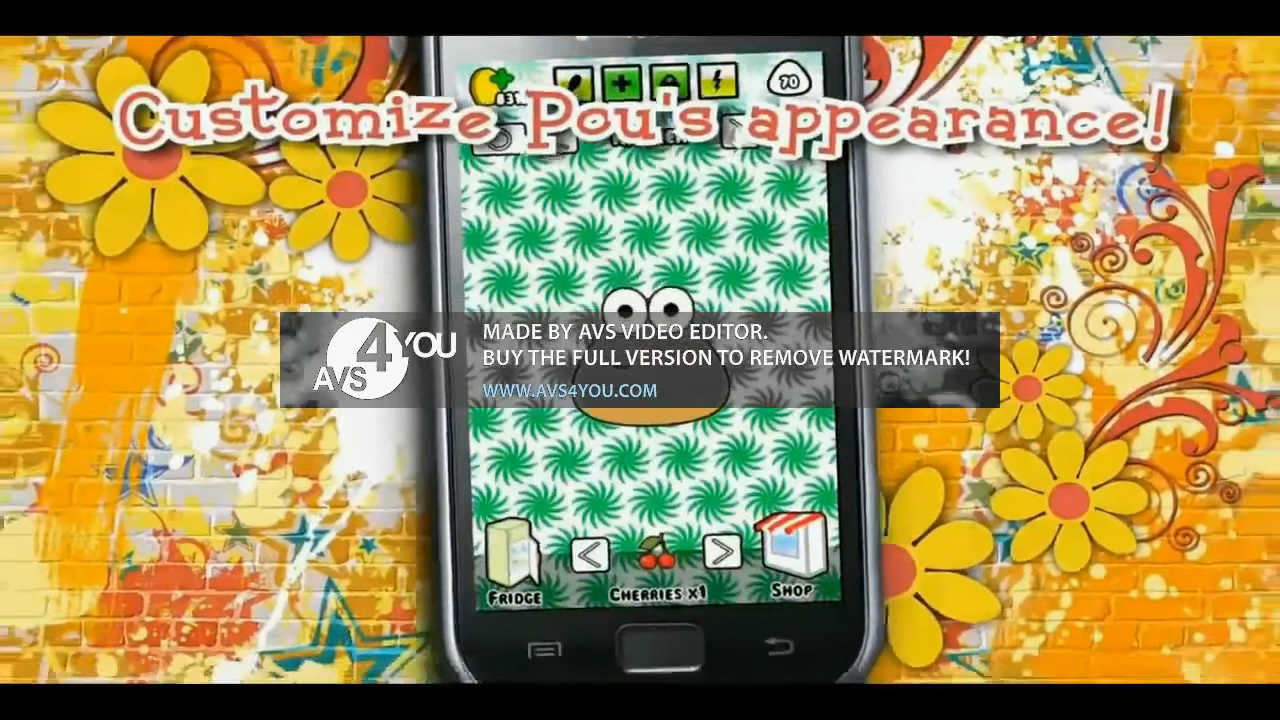 Customize Pou's appearance!
70
AVS4YOU
MADE BY AVS VIDEO EDITOR.
BUY THE FULL VERSION TO REMOVE WATERMARK!
WWW.AVS4YOU.COM
< >
FRIDGE CHERRIES X1 SHOP